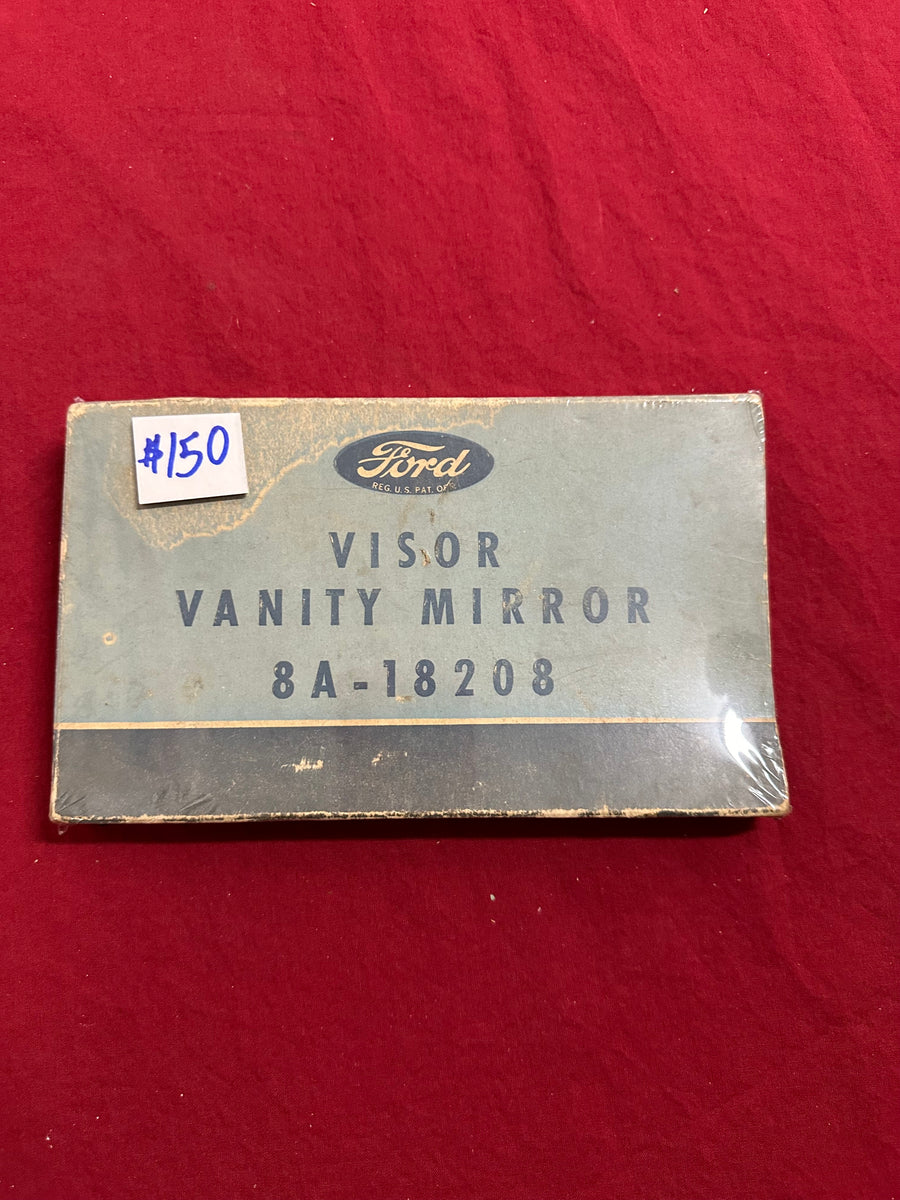 $150
Ford
REG. U.S. PAT. OFF.
VISOR
VANITY MIRROR
8A-18208